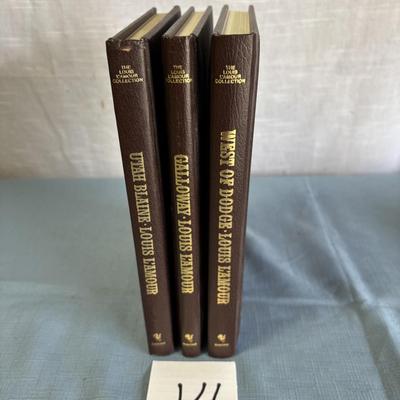 THE
LOUIS
L'AMOUR
COLLECTION
UTAH BLAINE · LOUIS L'AMOUR
THE
LOUIS
L'AMOUR
COLLECTION
GALLOWAY · LOUIS L'AMOUR
THE
LOUIS
L'AMOUR
COLLECTION
WEST OF DODGE · LOUIS L'AMOUR